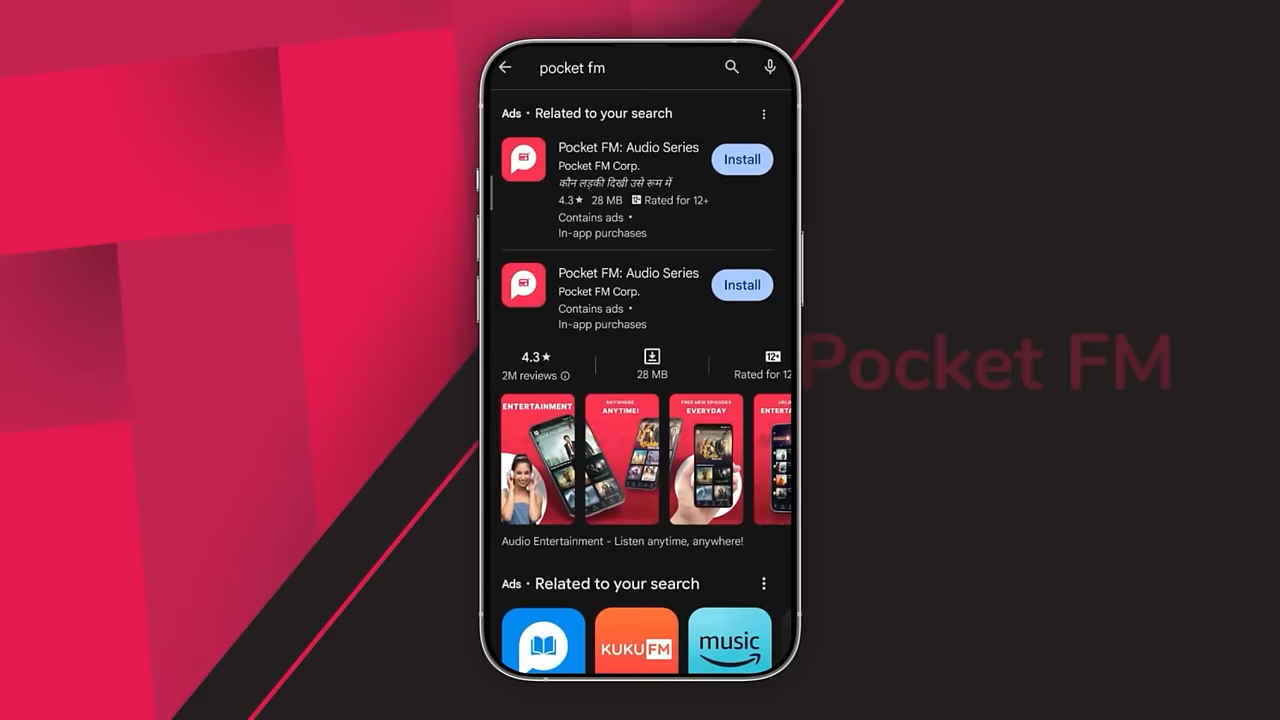 pocket fm
Ads • Related to your search
Pocket FM: Audio Series
Install
Pocket FM Corp.
कौन लड़की दिखी उसे रूम में
4.3★ 28 MB 12+ Rated for 12+
Contains ads •
In-app purchases
Pocket FM: Audio Series
Install
Pocket FM Corp.
Contains ads •
In-app purchases
4.3★
2M reviews
28 MB
12+
Rated for 12
Pocket FM
ENTERTAINMENT
ANYWHERE,
ANYTIME!
FREE NEW EPISODES
EVERYDAY
UNL
ENTERTA
Audio Entertainment - Listen anytime, anywhere!
Ads • Related to your search
KUKU FM
music